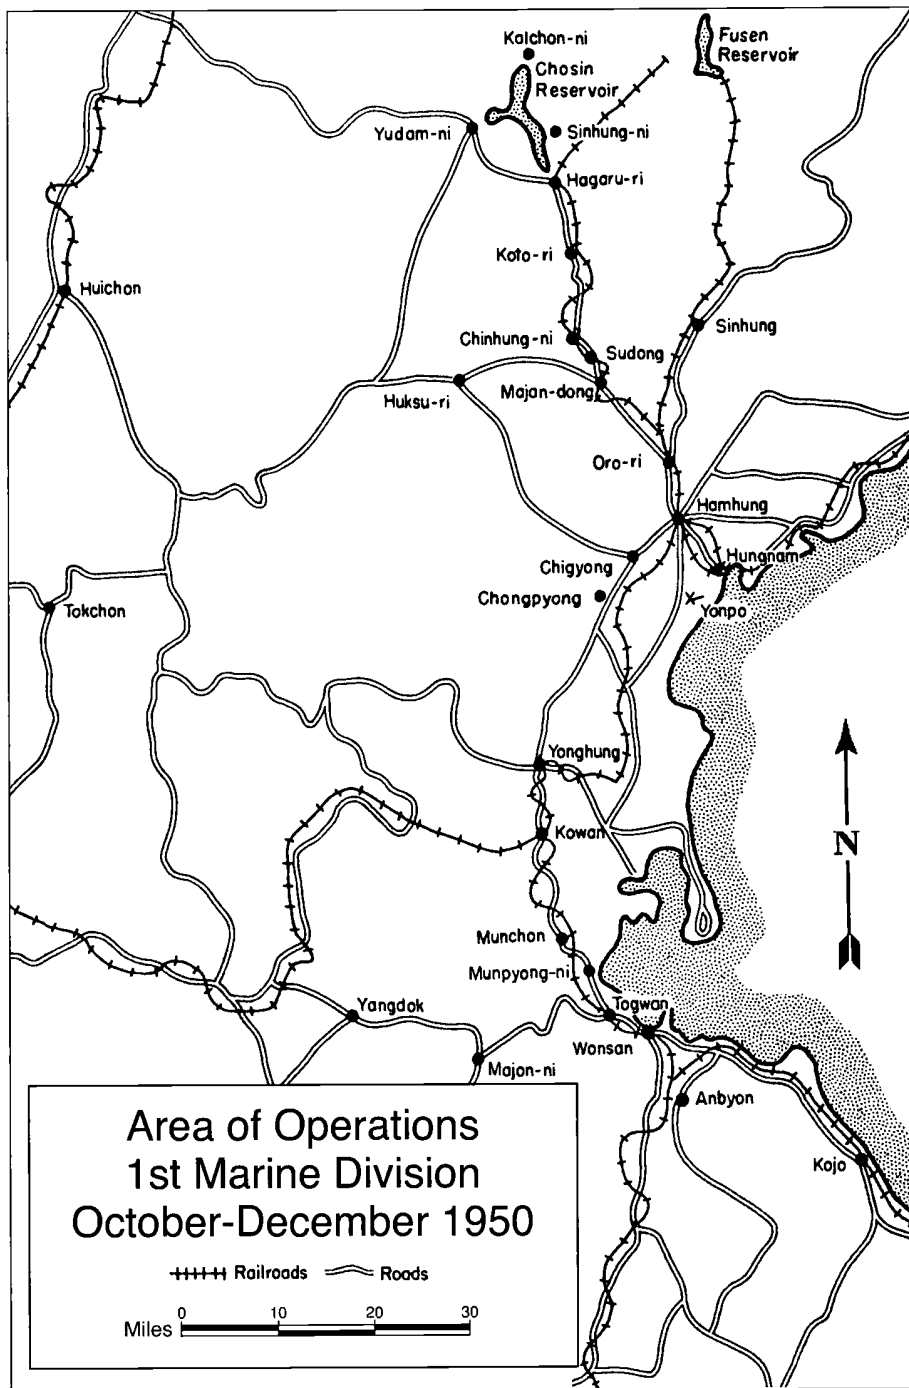 Kalchon-ni
Fusen
Reservoir
Chosin
Reservoir
Yudam-ni
Sinhung-ni
Hagaru-ri
Koto-ri
Huichon
Chinhung-ni
Sinhung
Sudong
Huksu-ri
Majan-dong
Oro-ri
Hamhung
Chigyong
Hungnam
Chongpyong
Yonpo
Tokchon
Yonghung
Kowan
N
Munchon
Munpyong-ni
Togwan
Yangdok
Wonsan
Majon-ni
Anbyon
Kojo
Area of Operations
1st Marine Division
October-December 1950
Railroads Roads
0 10 20 30
Miles